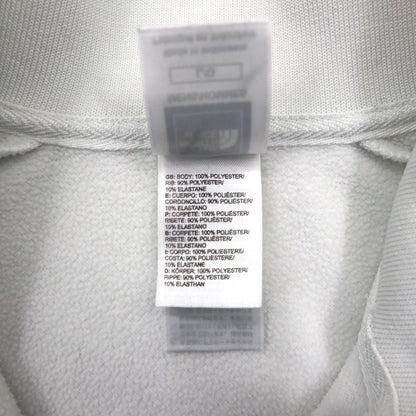 GB: BODY: 100% POLYESTER/
RIB: 90% POLYESTER/
10% ELASTANE
E: CUERPO: 100% POLIÉSTER/
CORDONCILLO: 90% POLIÉSTER/
10% ELASTANO
P: CORPETE: 100% POLIÉSTER/
RIBETE: 90% POLIÉSTER/
10% ELASTANO
B: CORPETE: 100% POLIÉSTER/
RIBETE: 90% POLIÉSTER/
10% ELASTANO
I: CORPO: 100% POLIESTERE/
COSTA: 90% POLIESTERE/
10% ELASTANE
D: KÖRPER: 100% POLYESTER/
RIPPE: 90% POLYESTER/
10% ELASTHAN